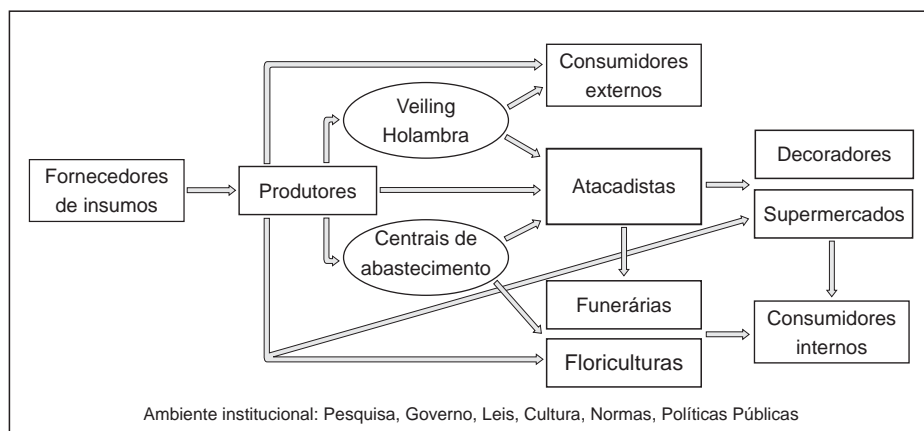 Consumidores
externos
Veiling
Holambra
Decoradores
Fornecedores
de insumos
Produtores
Atacadistas
Supermercados
Centrais de
abastecimento
Funerárias
Consumidores
internos
Floriculturas
Ambiente institucional: Pesquisa, Governo, Leis, Cultura, Normas, Políticas Públicas